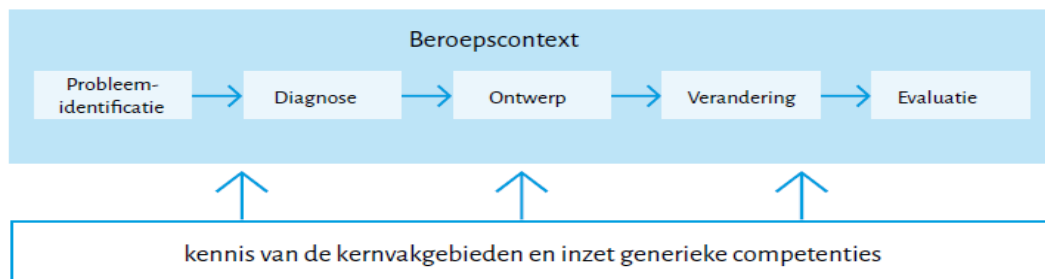 Beroepscontext
Probleem-
identificatie
Diagnose
Ontwerp
Verandering
Evaluatie
kennis van de kernvakgebieden en inzet generieke competenties